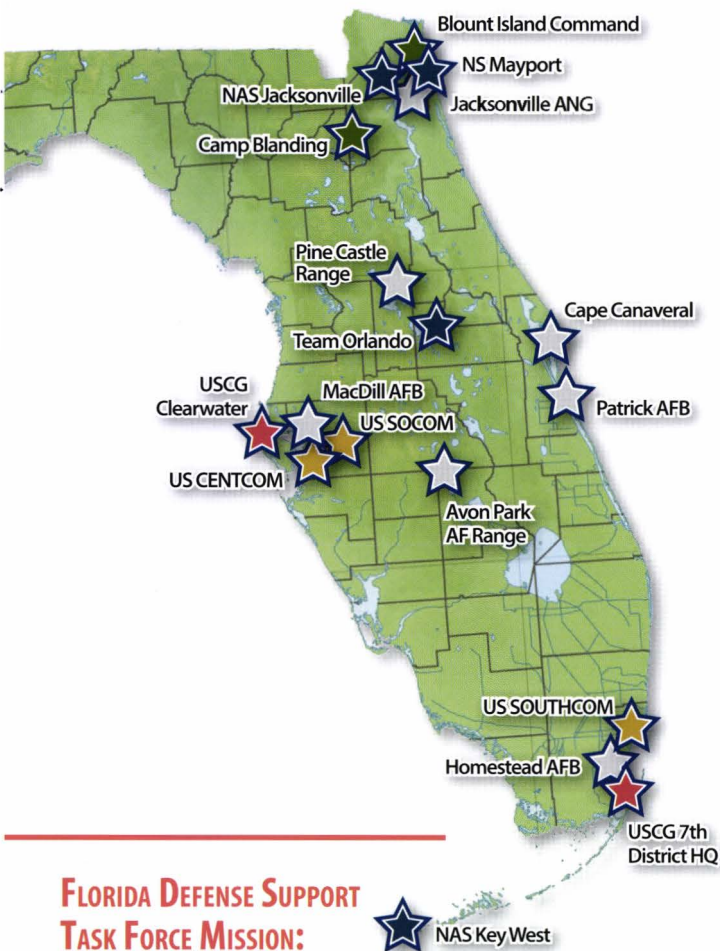 Blount Island Command
NS Mayport
NAS Jacksonville
Jacksonville ANG
Camp Blanding
Pine Castle
Range
Team Orlando
Cape Canaveral
Patrick AFB
USCG
Clearwater
MacDill AFB
US SOCOM
US CENTCOM
Avon Park
AF Range
US SOUTHCOM
Homestead AFB
USCG 7th
District HQ
NAS Key West
FLORIDA DEFENSE SUPPORT
TASK FORCE MISSION: